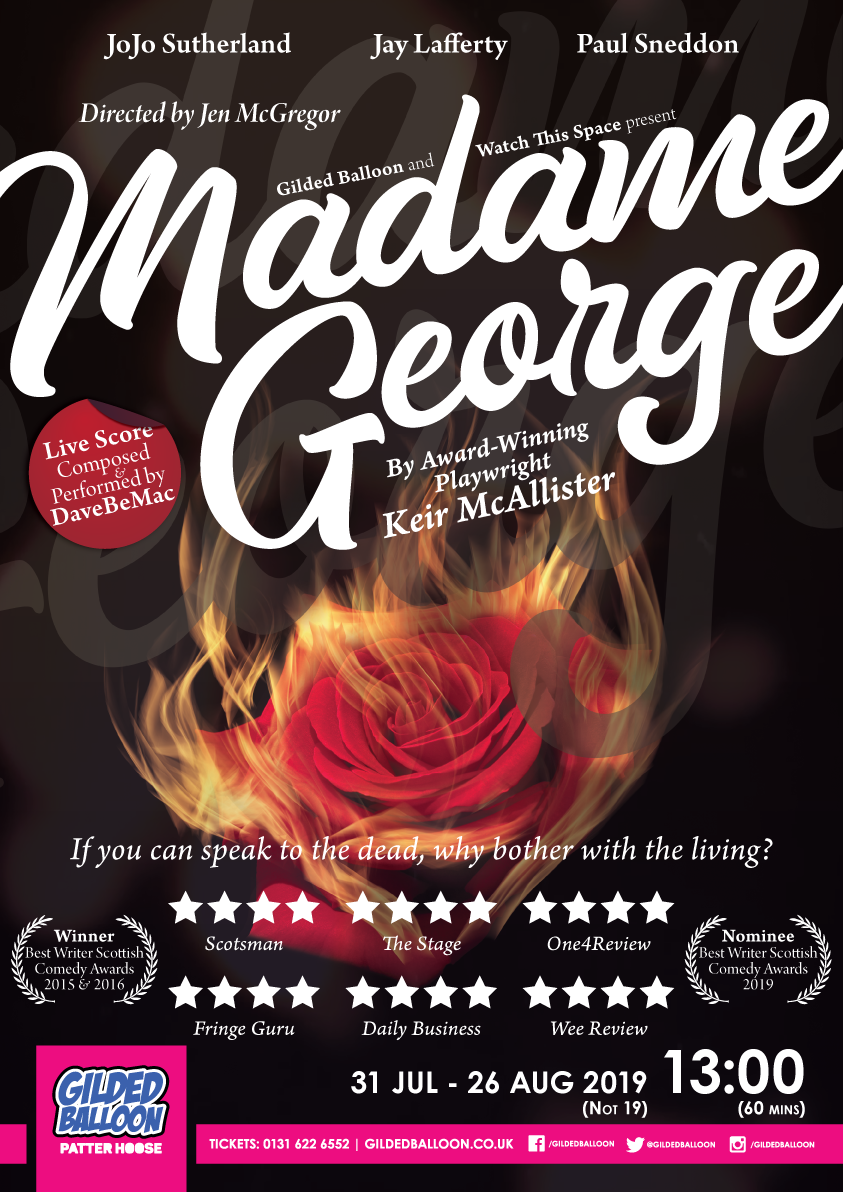 JoJo Sutherland Jay Lafferty Paul Sneddon
Directed by Jen McGregor
Gilded Balloon and Watch This Space present
Madame
George
Live Score
Composed
&
Performed by
DaveBeMac
By Award-Winning
Playwright
Keir McAllister
If you can speak to the dead, why bother with the living?
Scotsman The Stage One4Review
Winner
Best Writer Scottish
Comedy Awards
2015 & 2016
Nominee
Best Writer Scottish
Comedy Awards
2019
Fringe Guru Daily Business Wee Review
31 JUL - 26 AUG 2019 13:00
(NOT 19) (60 MINS)
GILDED
BALLOON
PATTER HOOSE
TICKETS: 0131 622 6552 | GILDEDBALLOON.CO.UK /GILDEDBALLOON @GILDEDBALLOON /GILDEDBALLOON